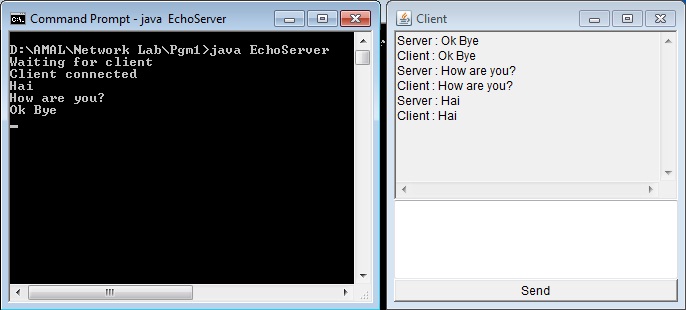 Command Prompt - java EchoServer
D:\AMAL\Network Lab\Pgm1>java EchoServer
Waiting for client
Client connected
Hai
How are you?
Ok Bye
Client
Server : Ok Bye
Client : Ok Bye
Server : How are you?
Client : How are you?
Server : Hai
Client : Hai
Send